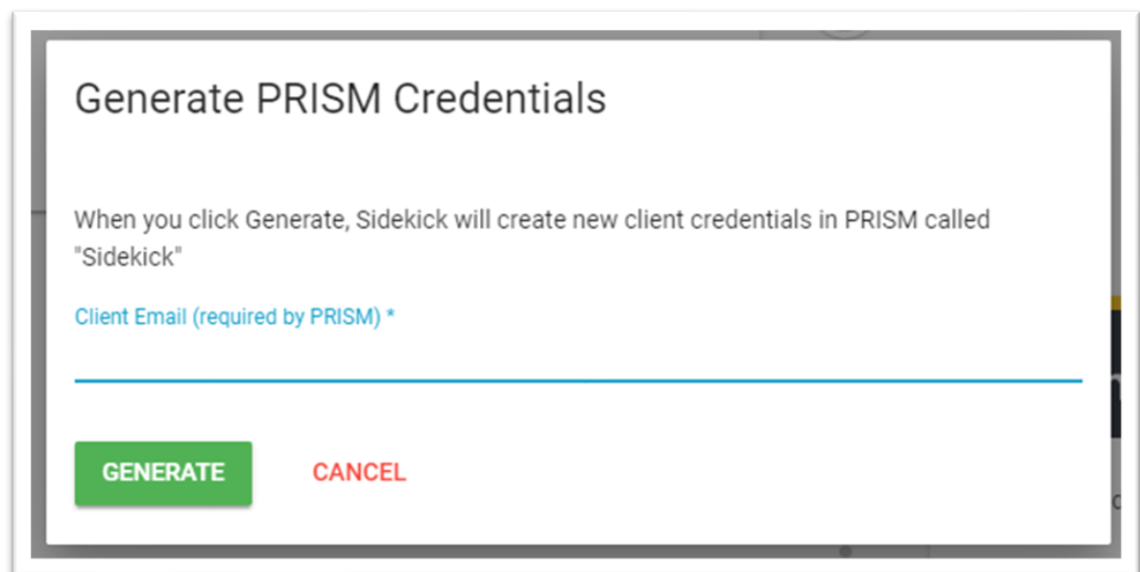 Generate PRISM Credentials
When you click Generate, Sidekick will create new client credentials in PRISM called
"Sidekick"
Client Email (required by PRISM) *
GENERATE
CANCEL